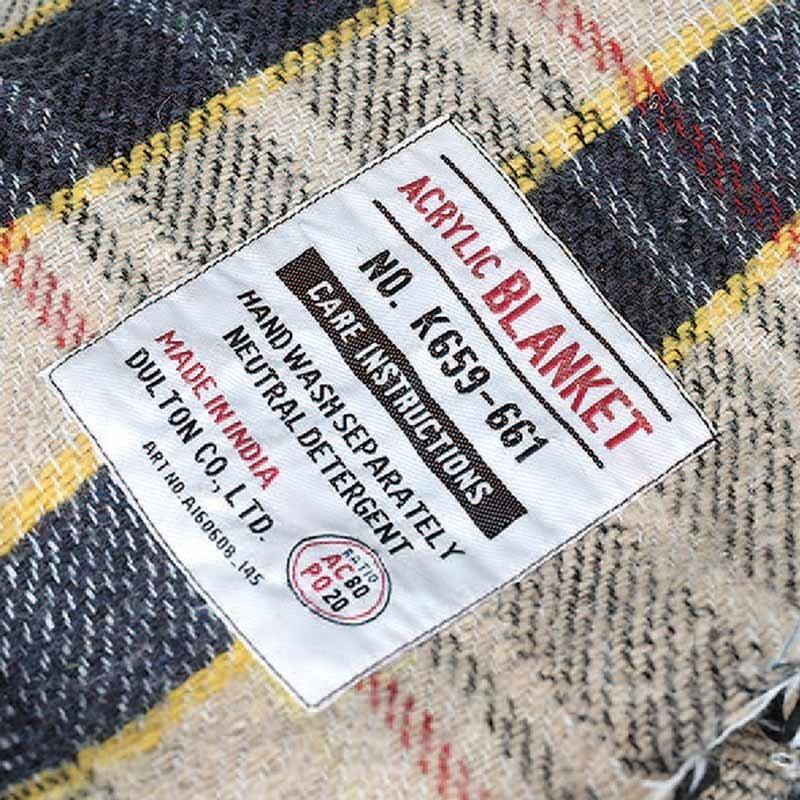 ACRYLIC BLANKET
NO. K659-661
CARE INSTRUCTIONS
HAND WASH SEPARATELY
NEUTRAL DETERGENT
MADE IN INDIA
DULTON CO., LTD.
ART NO. A160608_145
RATIO
AC 80
PO 20